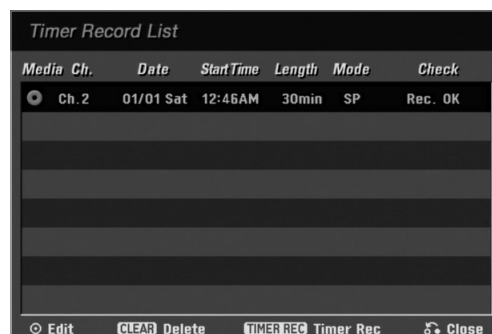 Timer Record List
Media Ch. Date Start Time Length Mode Check
Ch.2 01/01 Sat 12:46AM 30min SP Rec. OK
Edit CLEAR Delete TIMER REC Timer Rec Close